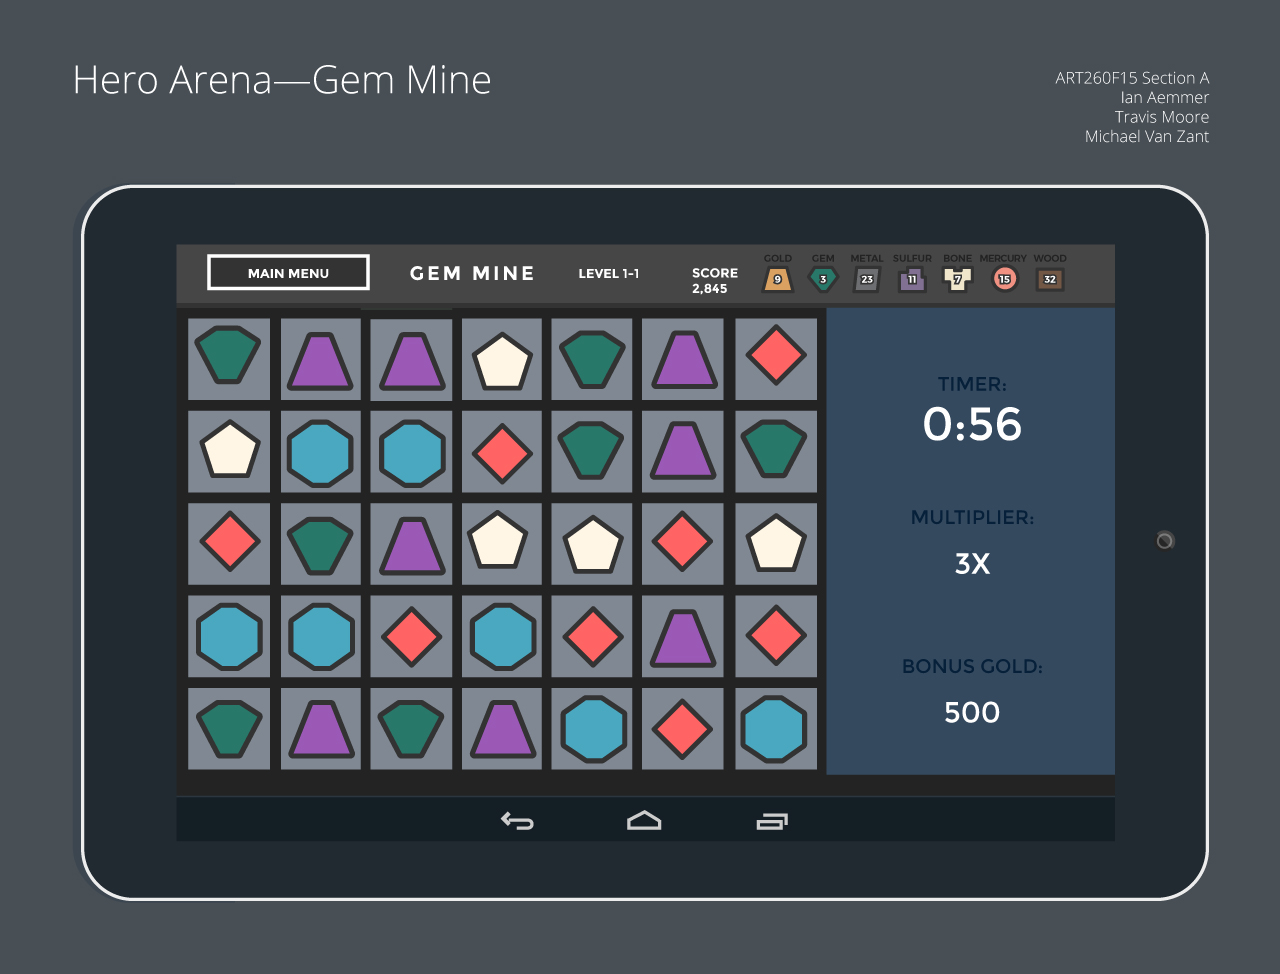 Hero Arena—Gem Mine
ART260F15 Section A
Ian Aemmer
Travis Moore
Michael Van Zant
MAIN MENU
GEM MINE
LEVEL 1-1
SCORE
2,845
GOLD GEM METAL SULFUR BONE MERCURY WOOD
9 3 23 11 7 15 32
TIMER:
0:56
MULTIPLIER:
3X
BONUS GOLD:
500